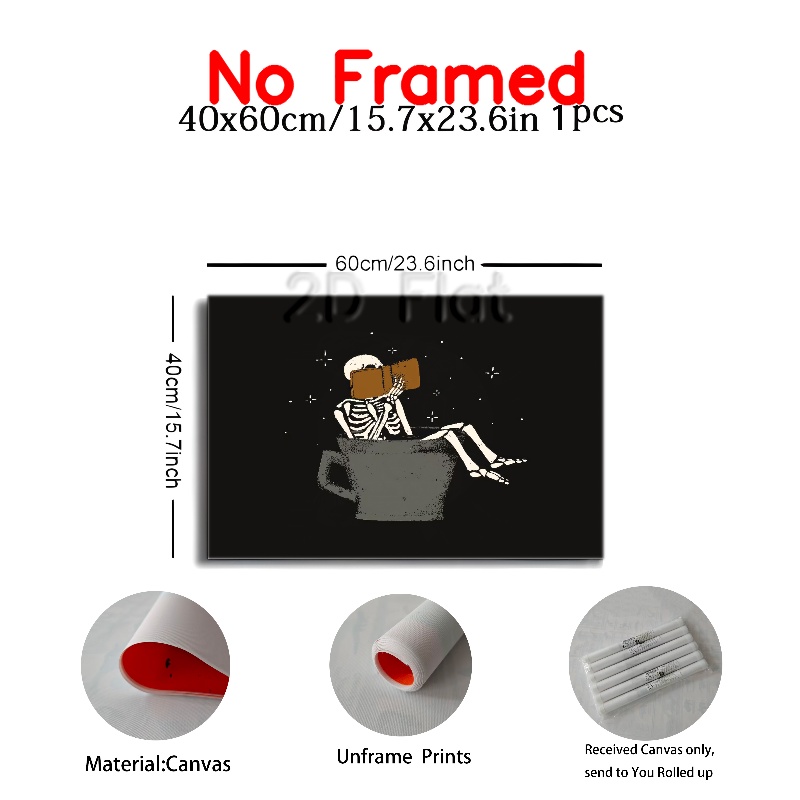 No Framed
40x60cm/15.7x23.6in 1pcs
60cm/23.6inch
2D Flat
40cm/15.7inch
Material:Canvas
Unframe Prints
Received Canvas only,
send to You Rolled up